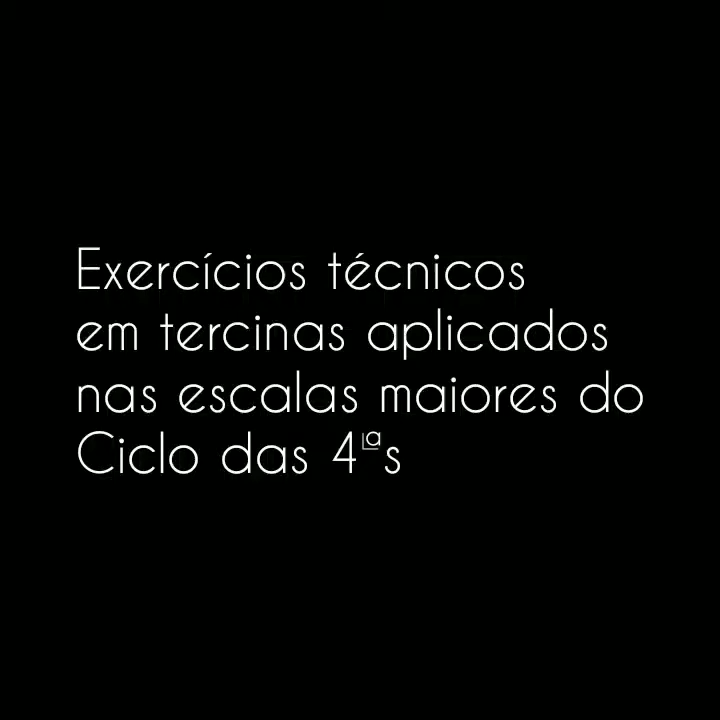 Exercícios técnicos
em tercinas aplicados
nas escalas maiores do
Ciclo das 4ªs